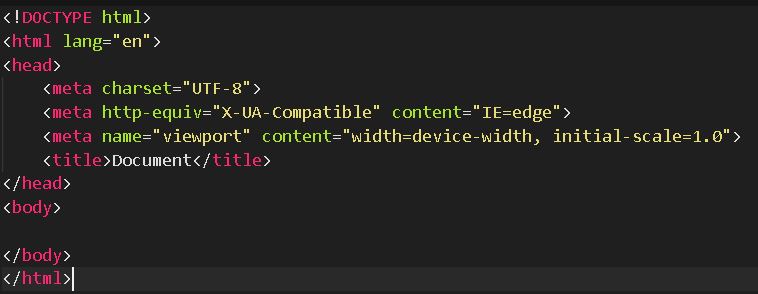 <!DOCTYPE html>
<html lang="en">
<head>
    <meta charset="UTF-8">
    <meta http-equiv="X-UA-Compatible" content="IE=edge">
    <meta name="viewport" content="width=device-width, initial-scale=1.0">
    <title>Document</title>
</head>
<body>

</body>
</html>